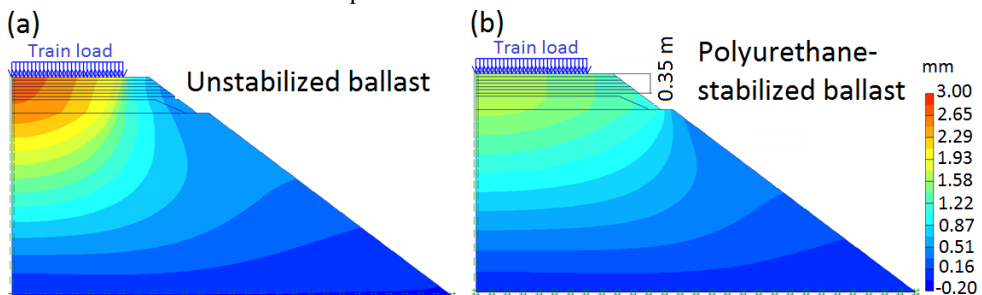 (a)
Train load
Unstabilized ballast
(b)
Train load
0.35 m
Polyurethane-
stabilized ballast
mm
3.00
2.65
2.29
1.93
1.58
1.22
0.87
0.51
0.16
-0.20